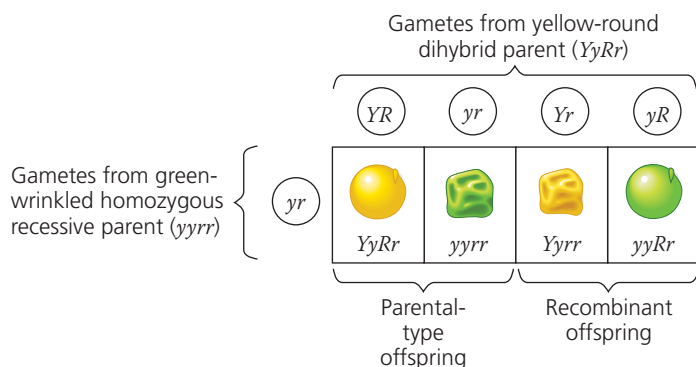 Gametes from yellow-round
dihybrid parent (YyRr)
YR yr Yr yR
Gametes from green-
wrinkled homozygous
recessive parent (yyrr)
yr
YyRr yyrr Yyrr yyRr
Parental-
type
offspring
Recombinant
offspring